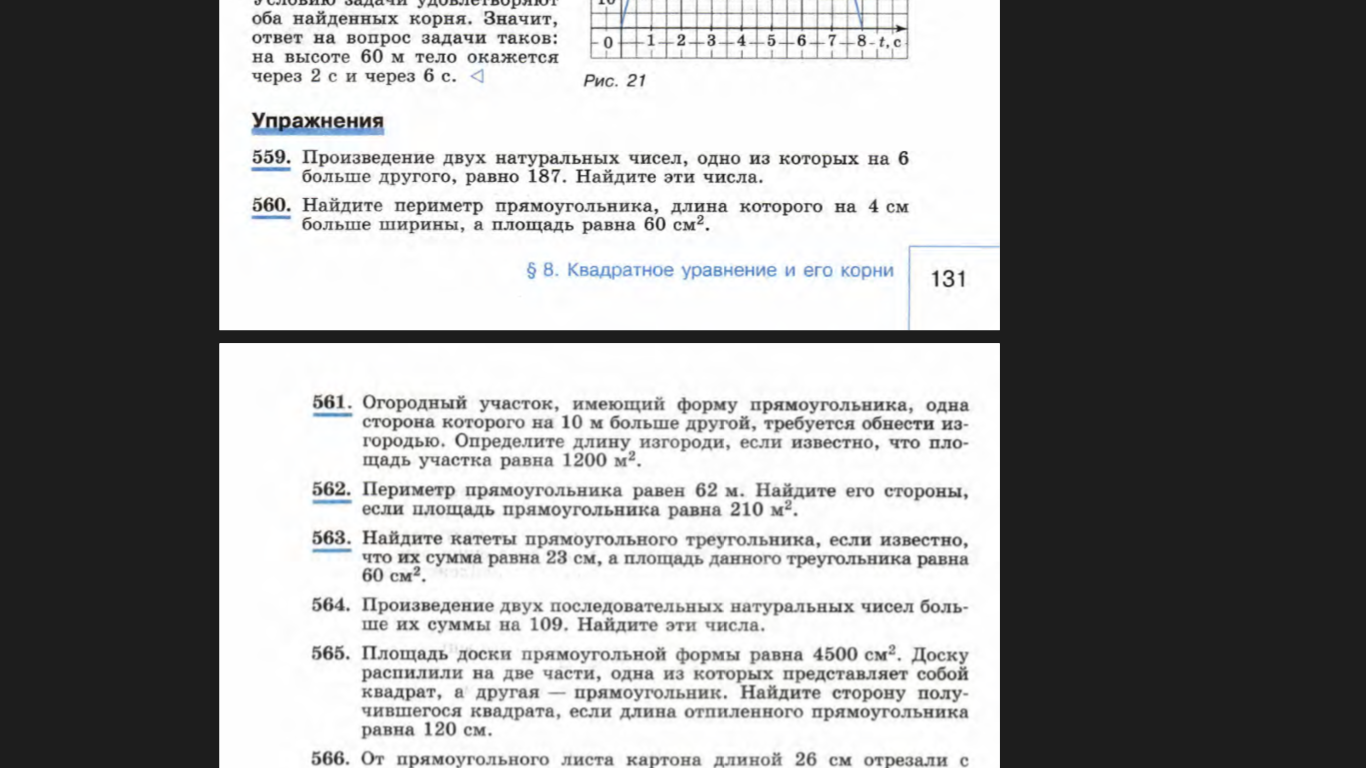 Условию задачи удовлетворяют
оба найденных корня. Значит,
ответ на вопрос задачи таков:
на высоте 60 м тело окажется
через 2 с и через 6 с. ◁
10
0 1 2 3 4 5 6 7 8 t, с
Рис. 21
Упражнения
559. Произведение двух натуральных чисел, одно из которых на 6
больше другого, равно 187. Найдите эти числа.
560. Найдите периметр прямоугольника, длина которого на 4 см
больше ширины, а площадь равна 60 см².
§ 8. Квадратное уравнение и его корни
131
561. Огородный участок, имеющий форму прямоугольника, одна
сторона которого на 10 м больше другой, требуется обнести из-
городью. Определите длину изгороди, если известно, что пло-
щадь участка равна 1200 м².
562. Периметр прямоугольника равен 62 м. Найдите его стороны,
если площадь прямоугольника равна 210 м².
563. Найдите катеты прямоугольного треугольника, если известно,
что их сумма равна 23 см, а площадь данного треугольника равна
60 см².
564. Произведение двух последовательных натуральных чисел боль-
ше их суммы на 109. Найдите эти числа.
565. Площадь доски прямоугольной формы равна 4500 см². Доску
распилили на две части, одна из которых представляет собой
квадрат, а другая — прямоугольник. Найдите сторону полу-
чившегося квадрата, если длина отпиленного прямоугольника
равна 120 см.
566. От прямоугольного листа картона длиной 26 см отрезали с